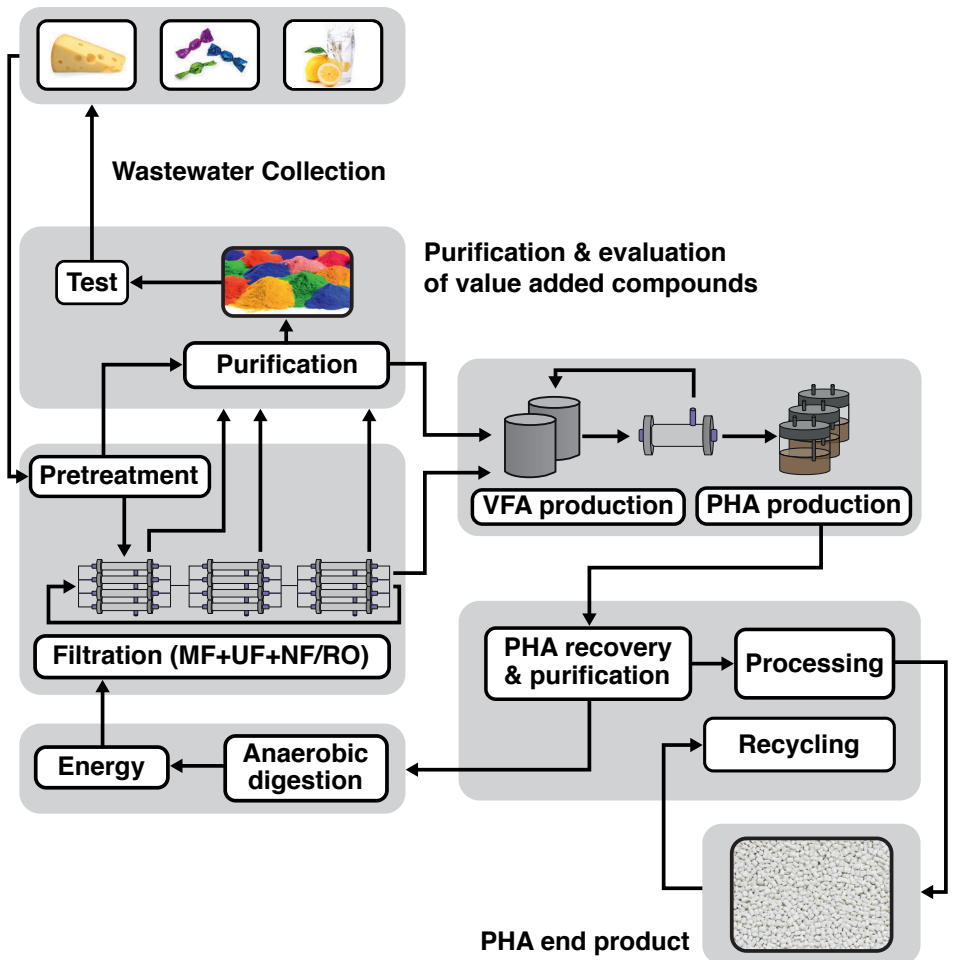 Wastewater Collection
Purification & evaluation
of value added compounds
Test
Purification
Pretreatment
Filtration (MF+UF+NF/RO)
VFA production
PHA production
PHA recovery
& purification
Processing
Recycling
Anaerobic
digestion
Energy
PHA end product